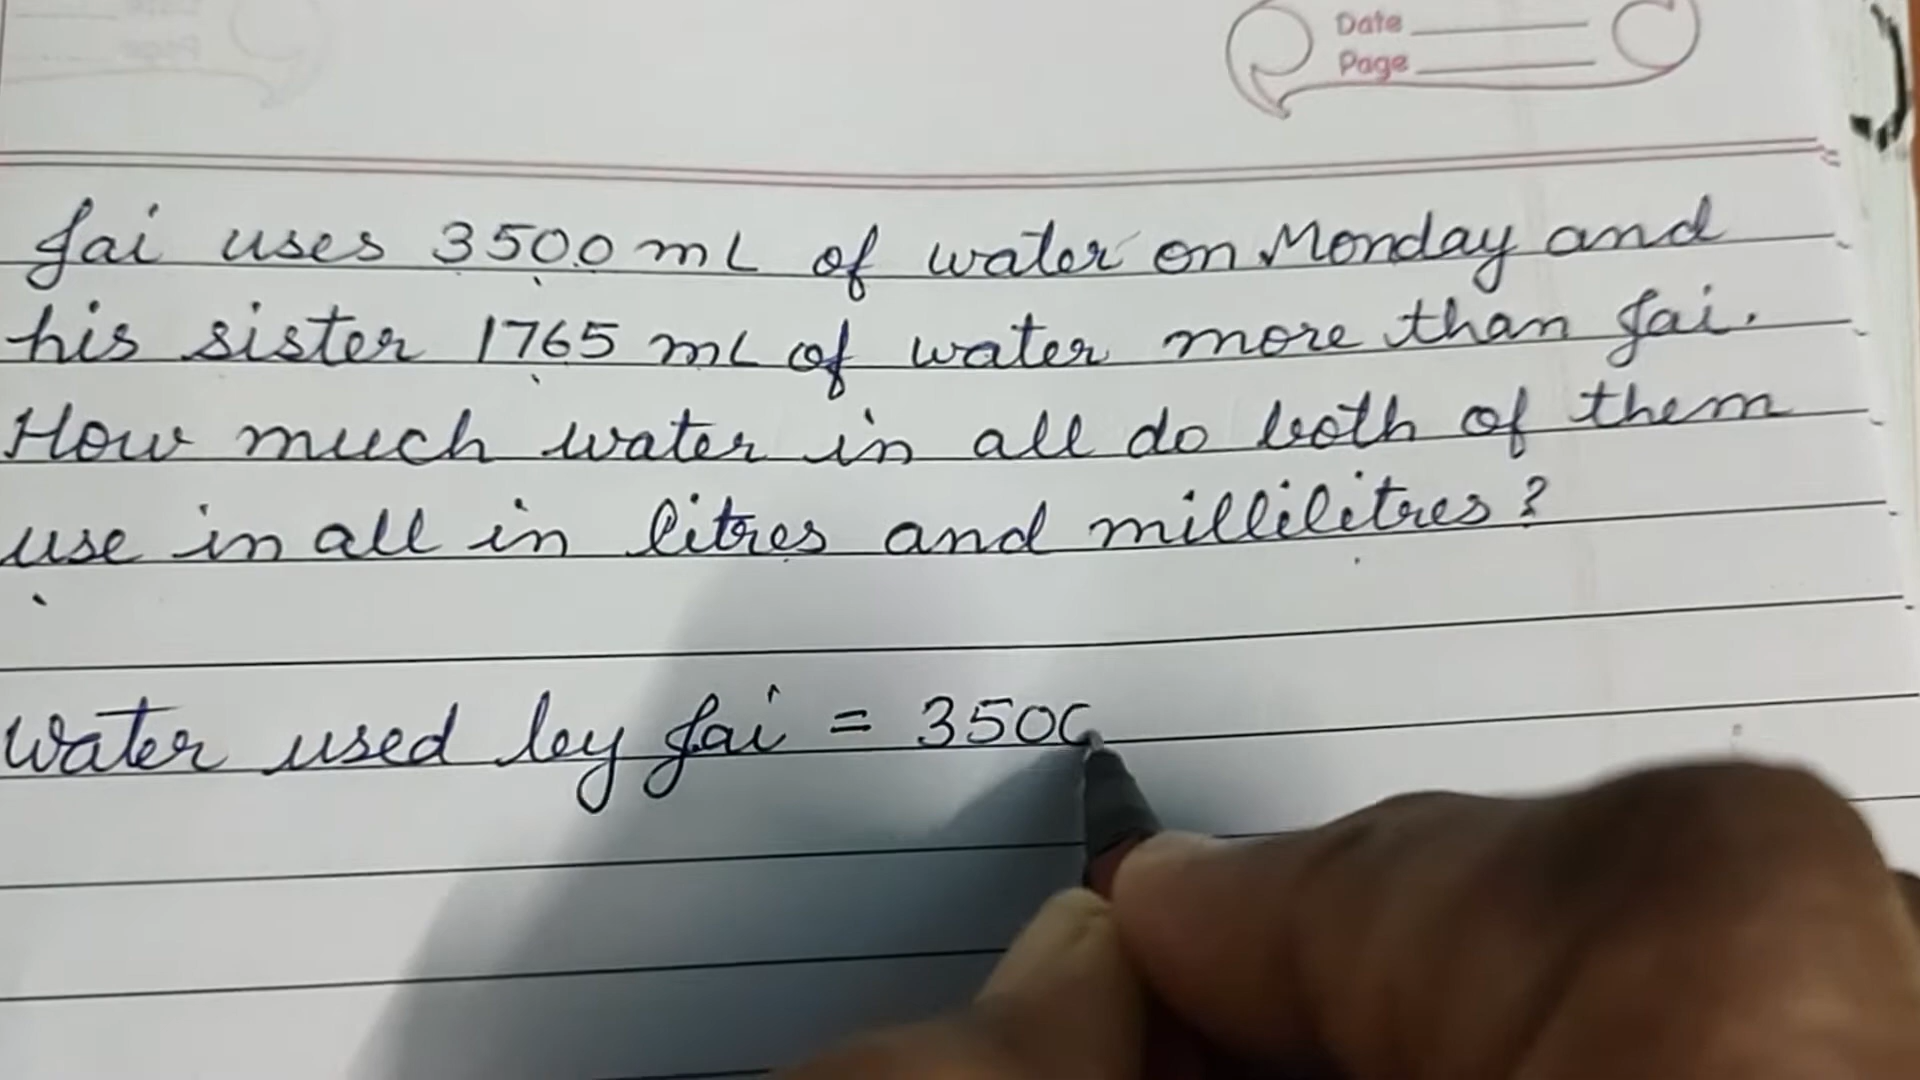 Date
Page
Jai uses 3500 mL of water on Monday and
his sister 1765 mL of water more than Jai.
How much water in all do both of them
use in all in litres and millilitres?
Water used by Jai = 3500